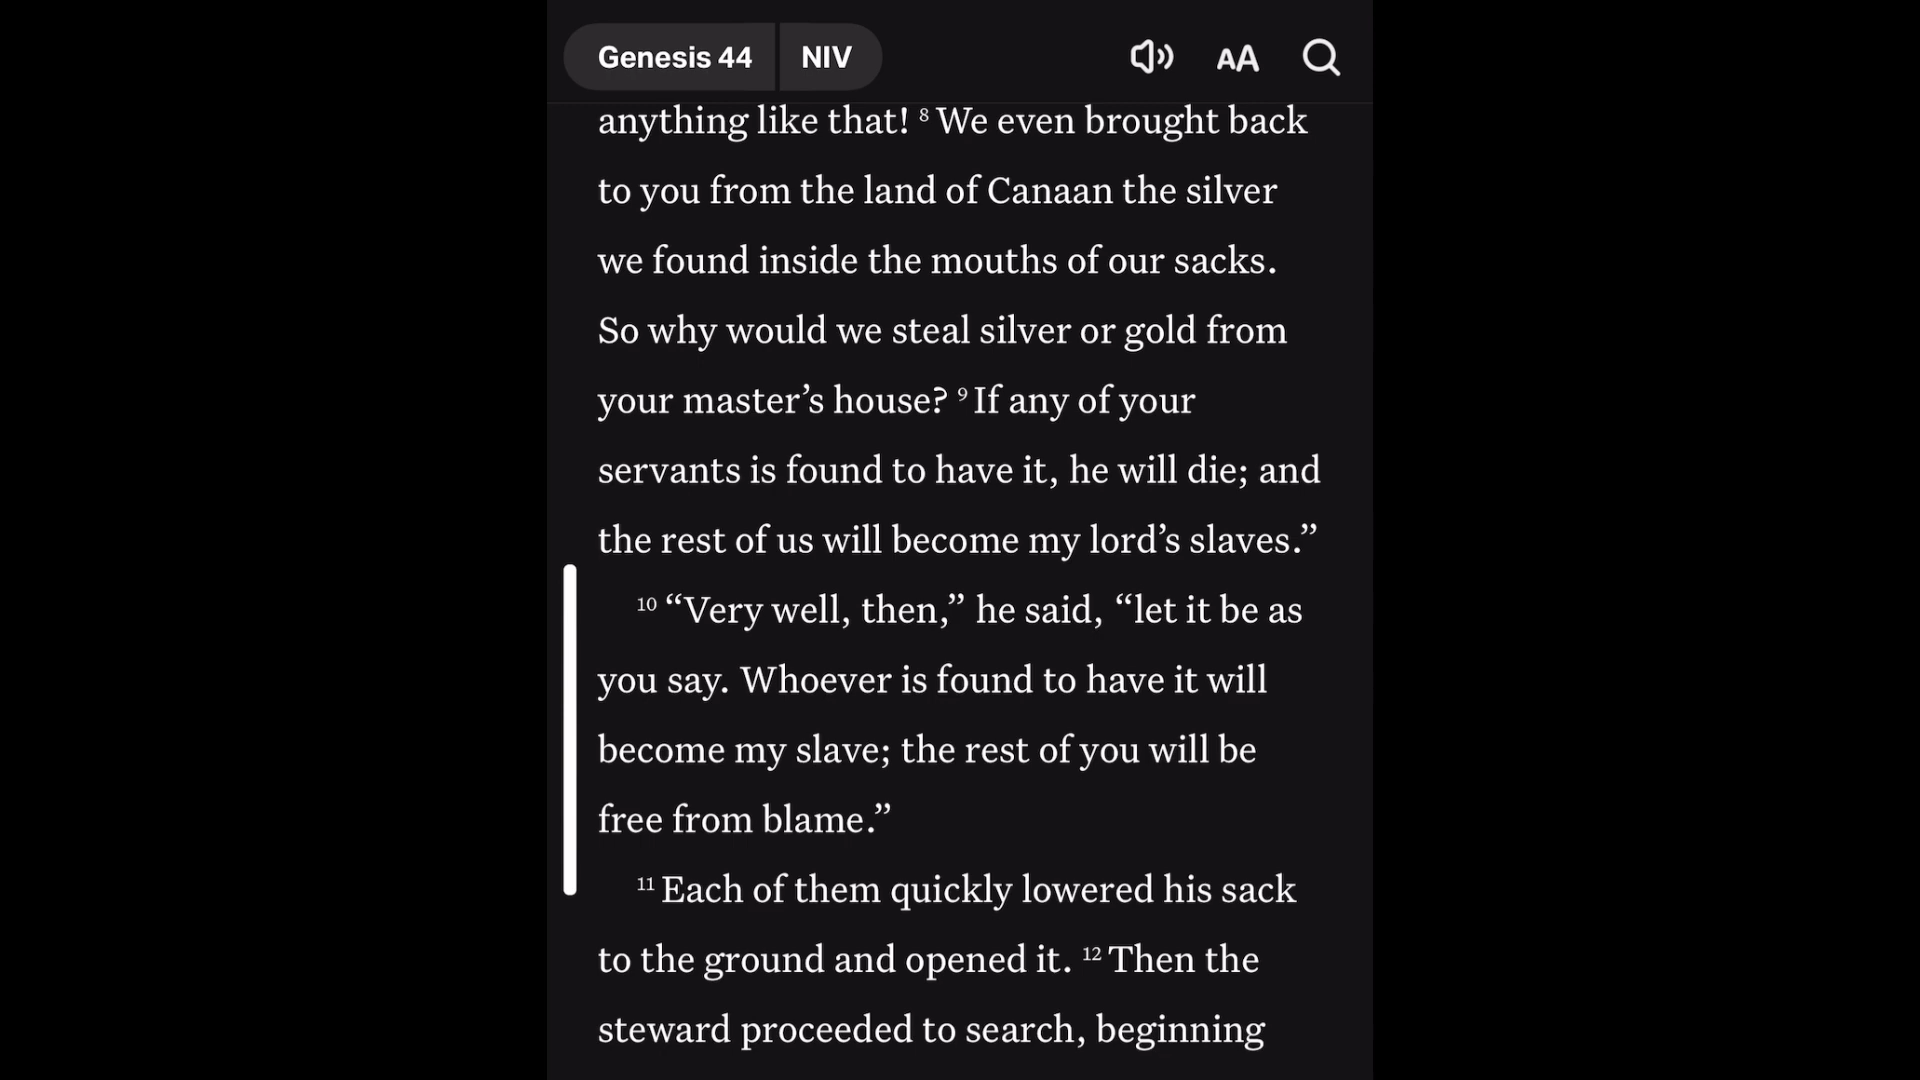 Genesis 44 NIV AA
anything like that! 8 We even brought back
to you from the land of Canaan the silver
we found inside the mouths of our sacks.
So why would we steal silver or gold from
your master’s house? 9 If any of your
servants is found to have it, he will die; and
the rest of us will become my lord’s slaves.”
10 “Very well, then,” he said, “let it be as
you say. Whoever is found to have it will
become my slave; the rest of you will be
free from blame.”
11 Each of them quickly lowered his sack
to the ground and opened it. 12 Then the
steward proceeded to search, beginning